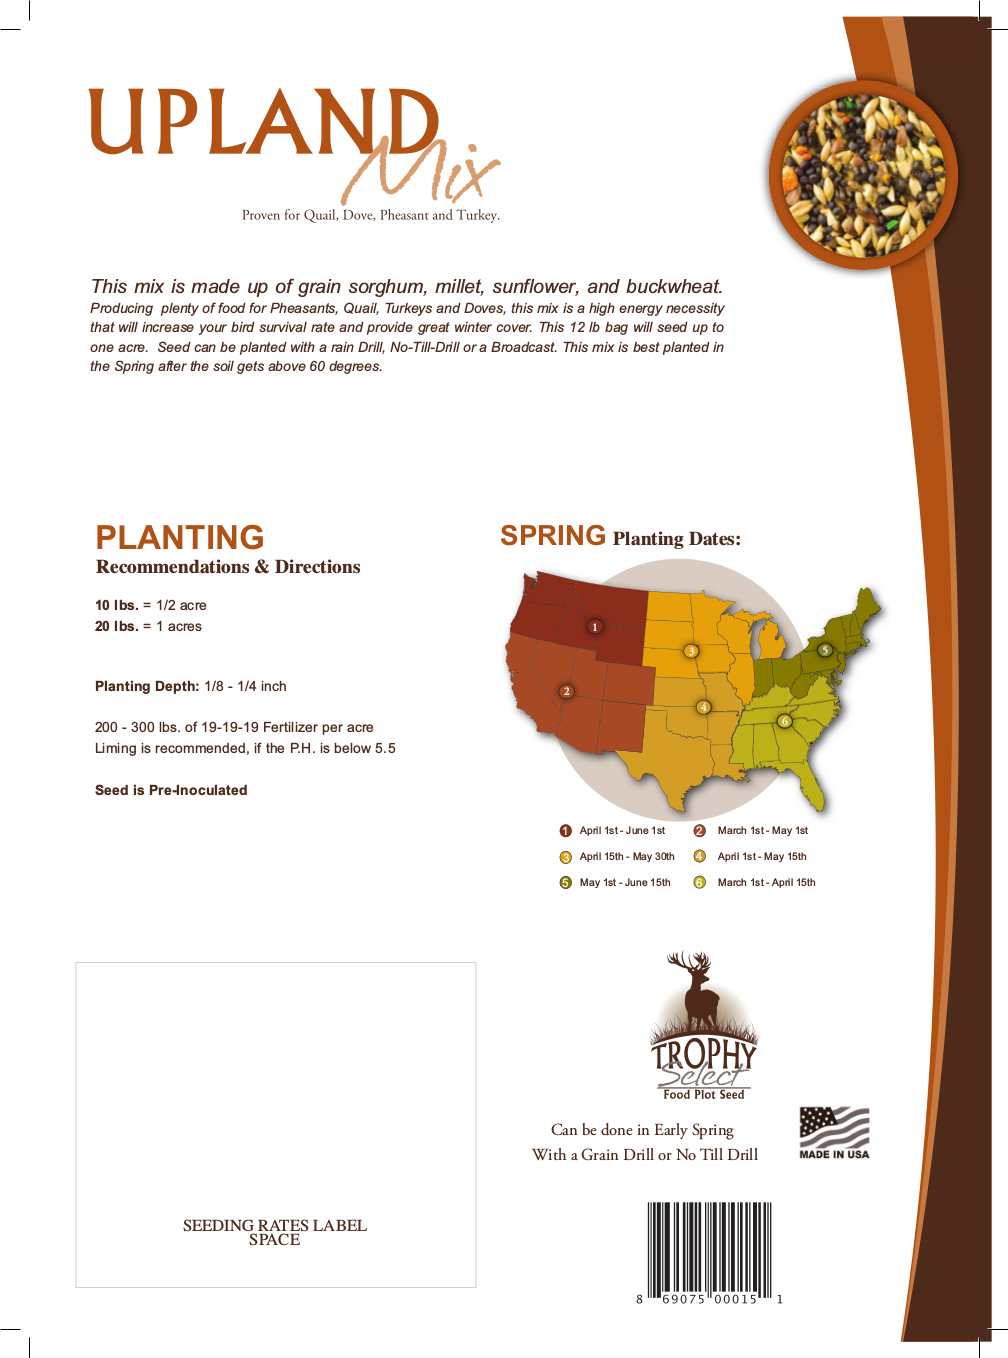 UPLAND
Mix
Proven for Quail, Dove, Pheasant and Turkey.
This mix is made up of grain sorghum, millet, sunflower, and buckwheat.
Producing  plenty of food for Pheasants, Quail, Turkeys and Doves, this mix is a high energy necessity
that will increase your bird survival rate and provide great winter cover. This 12 lb bag will seed up to
one acre.  Seed can be planted with a rain Drill, No-Till-Drill or a Broadcast. This mix is best planted in
the Spring after the soil gets above 60 degrees.
PLANTING
Recommendations & Directions
10 lbs. = 1/2 acre
20 lbs. = 1 acres
Planting Depth: 1/8 - 1/4 inch
200 - 300 lbs. of 19-19-19 Fertilizer per acre
Liming is recommended, if the P.H. is below 5.5
Seed is Pre-Inoculated
SPRING Planting Dates:
1
2
3
4
5
6
1 April 1st - June 1st
2 March 1st - May 1st
3 April 15th - May 30th
4 April 1st - May 15th
5 May 1st - June 15th
6 March 1st - April 15th
SEEDING RATES LABEL
SPACE
TROPHY
Select
Food Plot Seed
Can be done in Early Spring
With a Grain Drill or No Till Drill
MADE IN USA
8 69075 00015 1